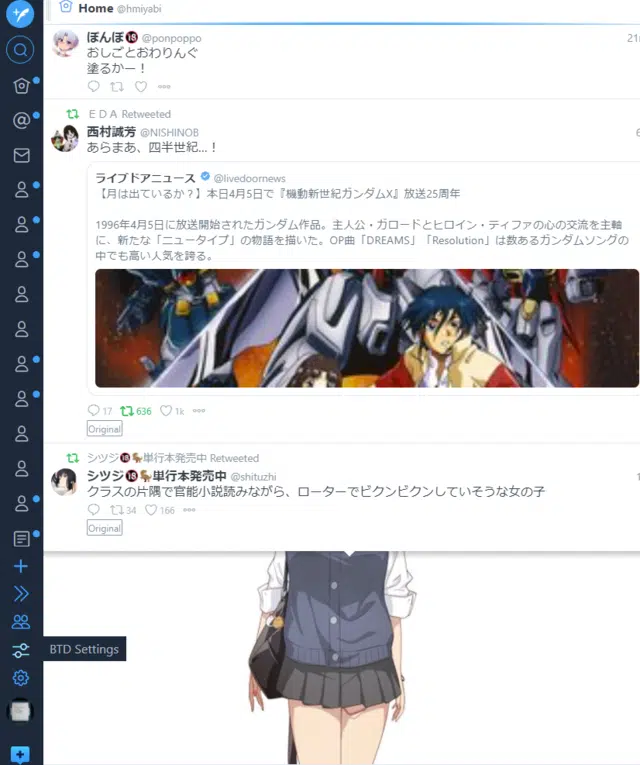 Home @hmiyabi
ぽんぽ🔞 @ponpoppo
21
おしごとおわりんぐ
塗るかー！
ＥＤＡ Retweeted
西村誠芳 @NISHINOB
6
あらまあ、四半世紀…！
ライブドアニュース @livedoornews
【月は出ているか？】本日4月5日で『機動新世紀ガンダムX』放送25周年
1996年4月5日に放送開始されたガンダム作品。主人公・ガロードとヒロイン・ティファの心の交流を主軸
に、新たな「ニュータイプ」の物語を描いた。OP曲「DREAMS」「Resolution」は数あるガンダムソングの
中でも高い人気を誇る。
17 636 1k
Original
シツジ🔞🐕単行本発売中 Retweeted
シツジ🔞🐕単行本発売中 @shituzhi
クラスの片隅で官能小説読みながら、ローターでビクンビクンしていそうな女の子
34 166
Original
BTD Settings